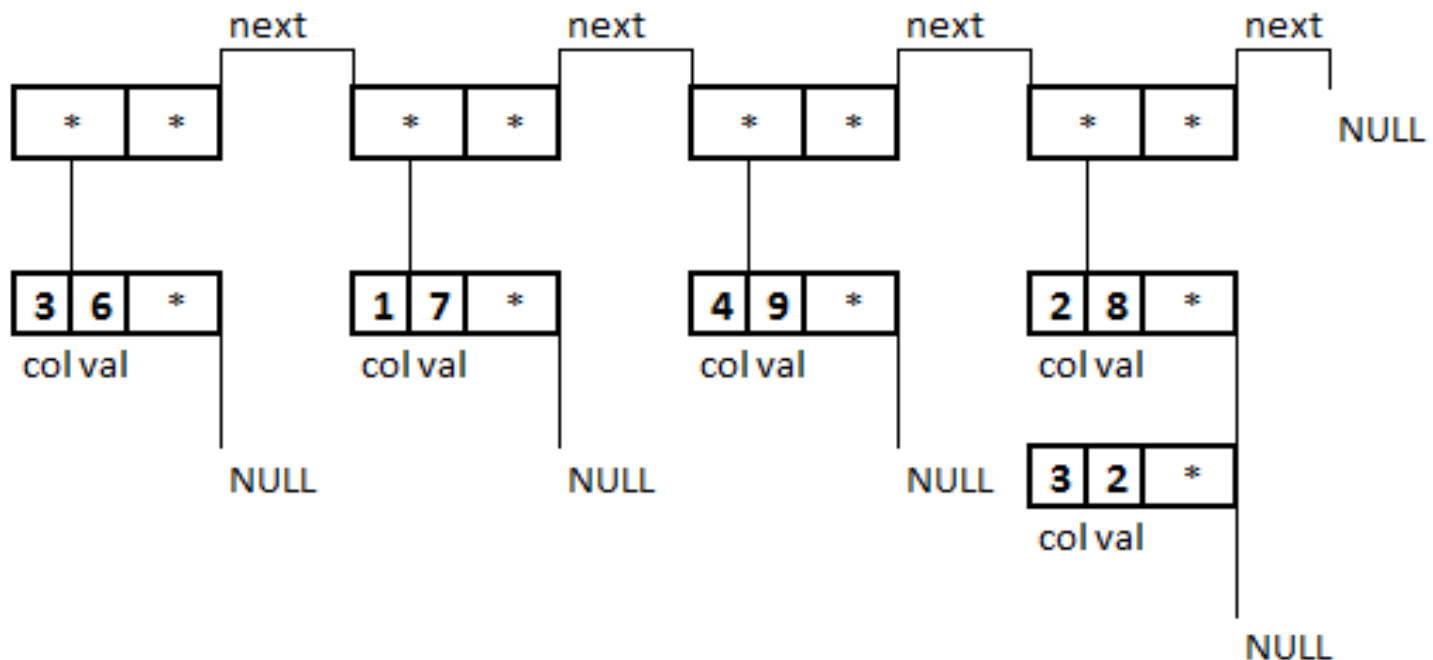 next next next next
* * * * * * * *
NULL
3 6 * 1 7 * 4 9 * 2 8 *
col val col val col val col val
NULL NULL NULL 3 2 *
col val
NULL